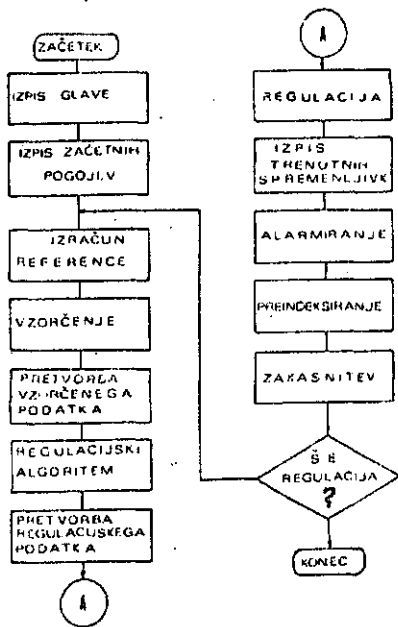 ZAČETEK
IZPIS GLAVE
IZPIS ZAČETNIH
POGOJEV
IZRAČUN
REFERENCE
VZORČENJE
PRETVORBA
VZORČENEGA
PODATKA
REGULACIJSKI
ALGORITEM
PRETVORBA
REGULACIJSKEGA
PODATKA
A
A
REGULACIJA
IZPIS
TRENUTNIH
SPREMENLJIVK
ALARMIRANJE
PREINDEKSIRANJE
ZAKASNITEV
ŠE
REGULACIJA
?
KONEC